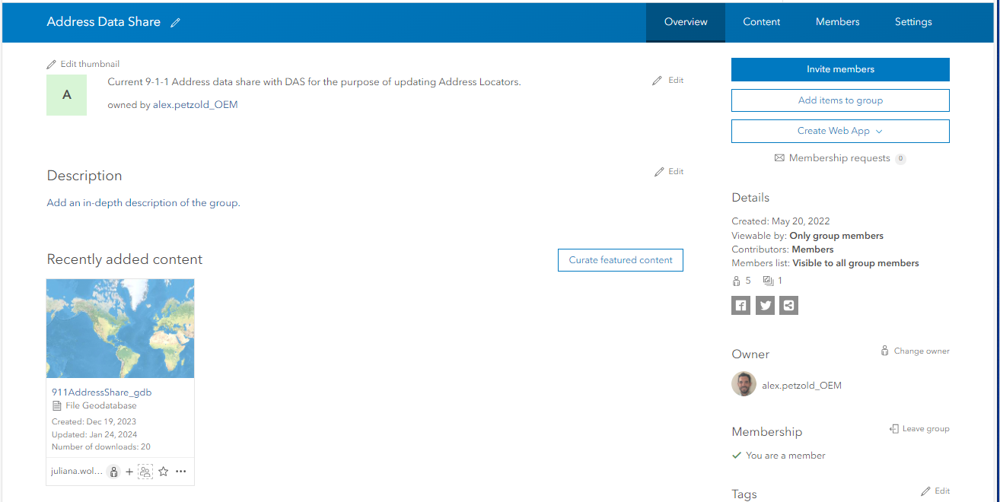 Address Data Share
Overview
Content
Members
Settings
Edit thumbnail
A
Current 9-1-1 Address data share with DAS for the purpose of updating Address Locators.
Edit
owned by alex.petzold_OEM
Description
Edit
Add an in-depth description of the group.
Recently added content
Curate featured content
911AddressShare_gdb
File Geodatabase
Created: Dec 19, 2023
Updated: Jan 24, 2024
Number of downloads: 20
juliana.wol...
Invite members
Add items to group
Create Web App
Membership requests 0
Details
Created: May 20, 2022
Viewable by: Only group members
Contributors: Members
Members list: Visible to all group members
5 1
Owner
Change owner
alex.petzold_OEM
Membership
Leave group
You are a member
Tags
Edit